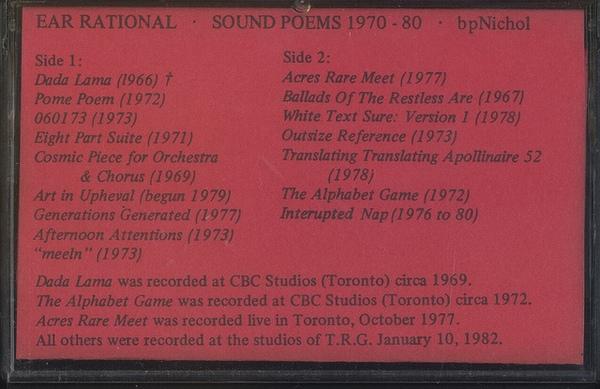 EAR RATIONAL · SOUND POEMS 1970 - 80 · bpNichol
Side 1:
Dada Lama (1966) †
Pome Poem (1972)
060173 (1973)
Eight Part Suite (1971)
Cosmic Piece for Orchestra
& Chorus (1969)
Art in Upheval (begun 1979)
Generations Generated (1977)
Afternoon Attentions (1973)
“meeln” (1973)
Side 2:
Acres Rare Meet (1977)
Ballads Of The Restless Are (1967)
White Text Sure: Version 1 (1978)
Outsize Reference (1973)
Translating Translating Apollinaire 52
(1978)
The Alphabet Game (1972)
Interupted Nap (1976 to 80)
Dada Lama was recorded at CBC Studios (Toronto) circa 1969.
The Alphabet Game was recorded at CBC Studios (Toronto) circa 1972.
Acres Rare Meet was recorded live in Toronto, October 1977.
All others were recorded at the studios of T.R.G. January 10, 1982.